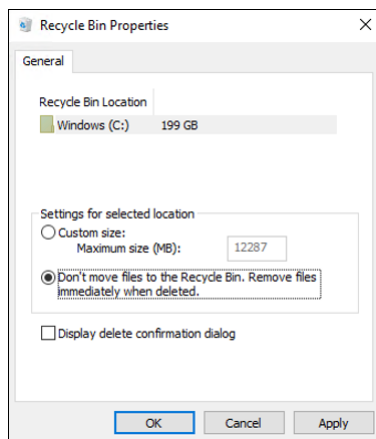 Recycle Bin Properties
General
Recycle Bin Location
Windows (C:) 199 GB
Settings for selected location
Custom size:
Maximum size (MB): 12287
Don't move files to the Recycle Bin. Remove files
immediately when deleted.
Display delete confirmation dialog
OK Cancel Apply